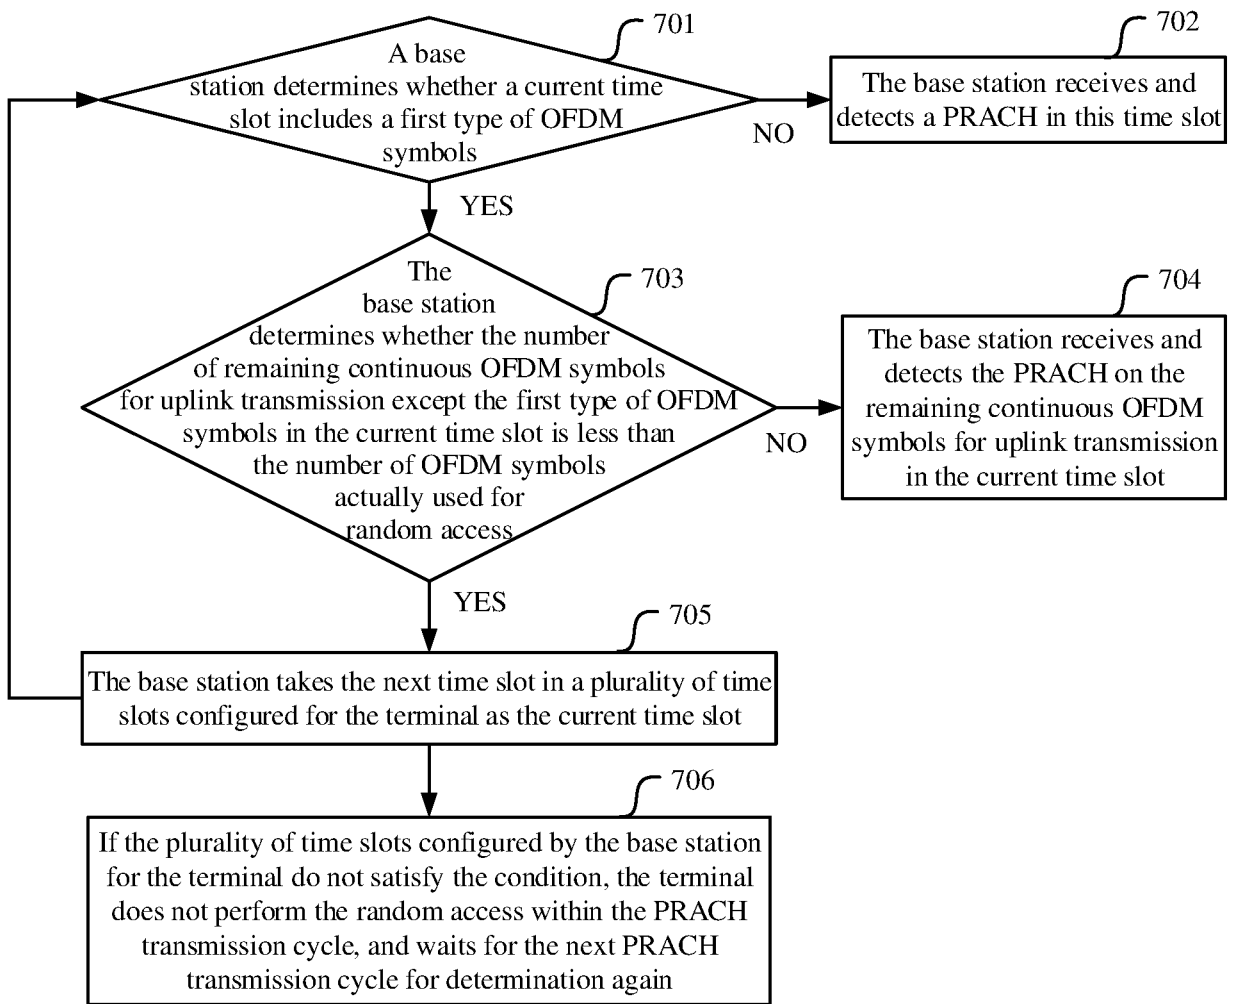 701
A base
station determines whether a current time
slot includes a first type of OFDM
symbols
NO
702
The base station receives and
detects a PRACH in this time slot
YES
703
The
base station
determines whether the number
of remaining continuous OFDM symbols
for uplink transmission except the first type of OFDM
symbols in the current time slot is less than
the number of OFDM symbols
actually used for
random access
NO
704
The base station receives and
detects the PRACH on the
remaining continuous OFDM
symbols for uplink transmission
in the current time slot
YES
705
The base station takes the next time slot in a plurality of time
slots configured for the terminal as the current time slot
706
If the plurality of time slots configured by the base station
for the terminal do not satisfy the condition, the terminal
does not perform the random access within the PRACH
transmission cycle, and waits for the next PRACH
transmission cycle for determination again